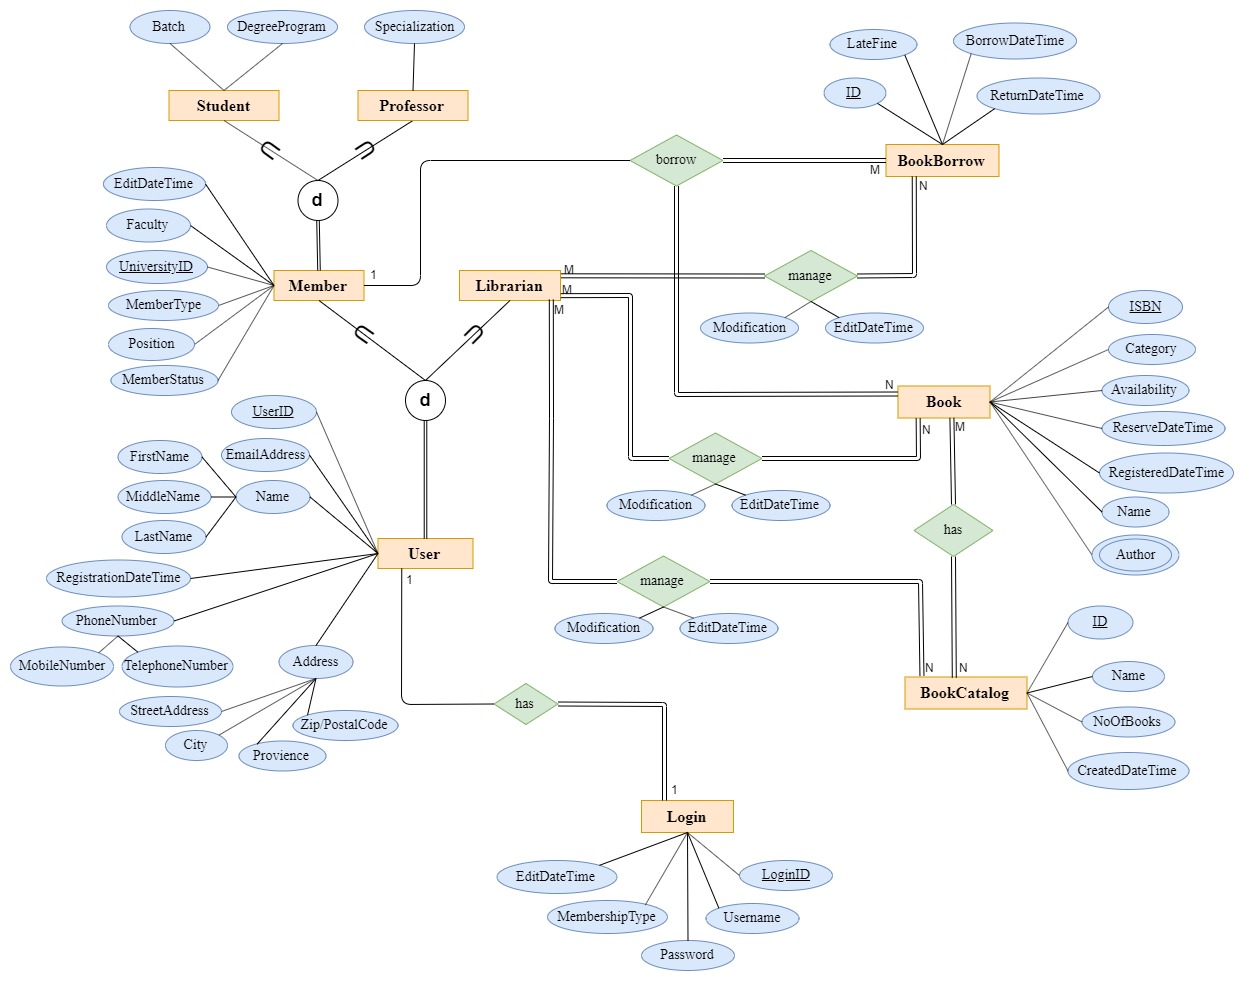 Batch
DegreeProgram
Specialization
Student
Professor
d
EditDateTime
Faculty
UniversityID
MemberType
Position
MemberStatus
Member
1
Librarian
M
M
M
borrow
LateFine
BorrowDateTime
ID
ReturnDateTime
BookBorrow
M
N
manage
Modification
EditDateTime
d
N
Book
N
M
ISBN
Category
Availability
ReserveDateTime
RegisteredDateTime
Name
Author
manage
Modification
EditDateTime
has
manage
Modification
EditDateTime
UserID
EmailAddress
FirstName
MiddleName
Name
LastName
User
1
RegistrationDateTime
PhoneNumber
MobileNumber
TelephoneNumber
Address
StreetAddress
City
Provience
Zip/PostalCode
N
N
BookCatalog
ID
Name
NoOfBooks
CreatedDateTime
has
1
Login
EditDateTime
LoginID
MembershipType
Username
Password